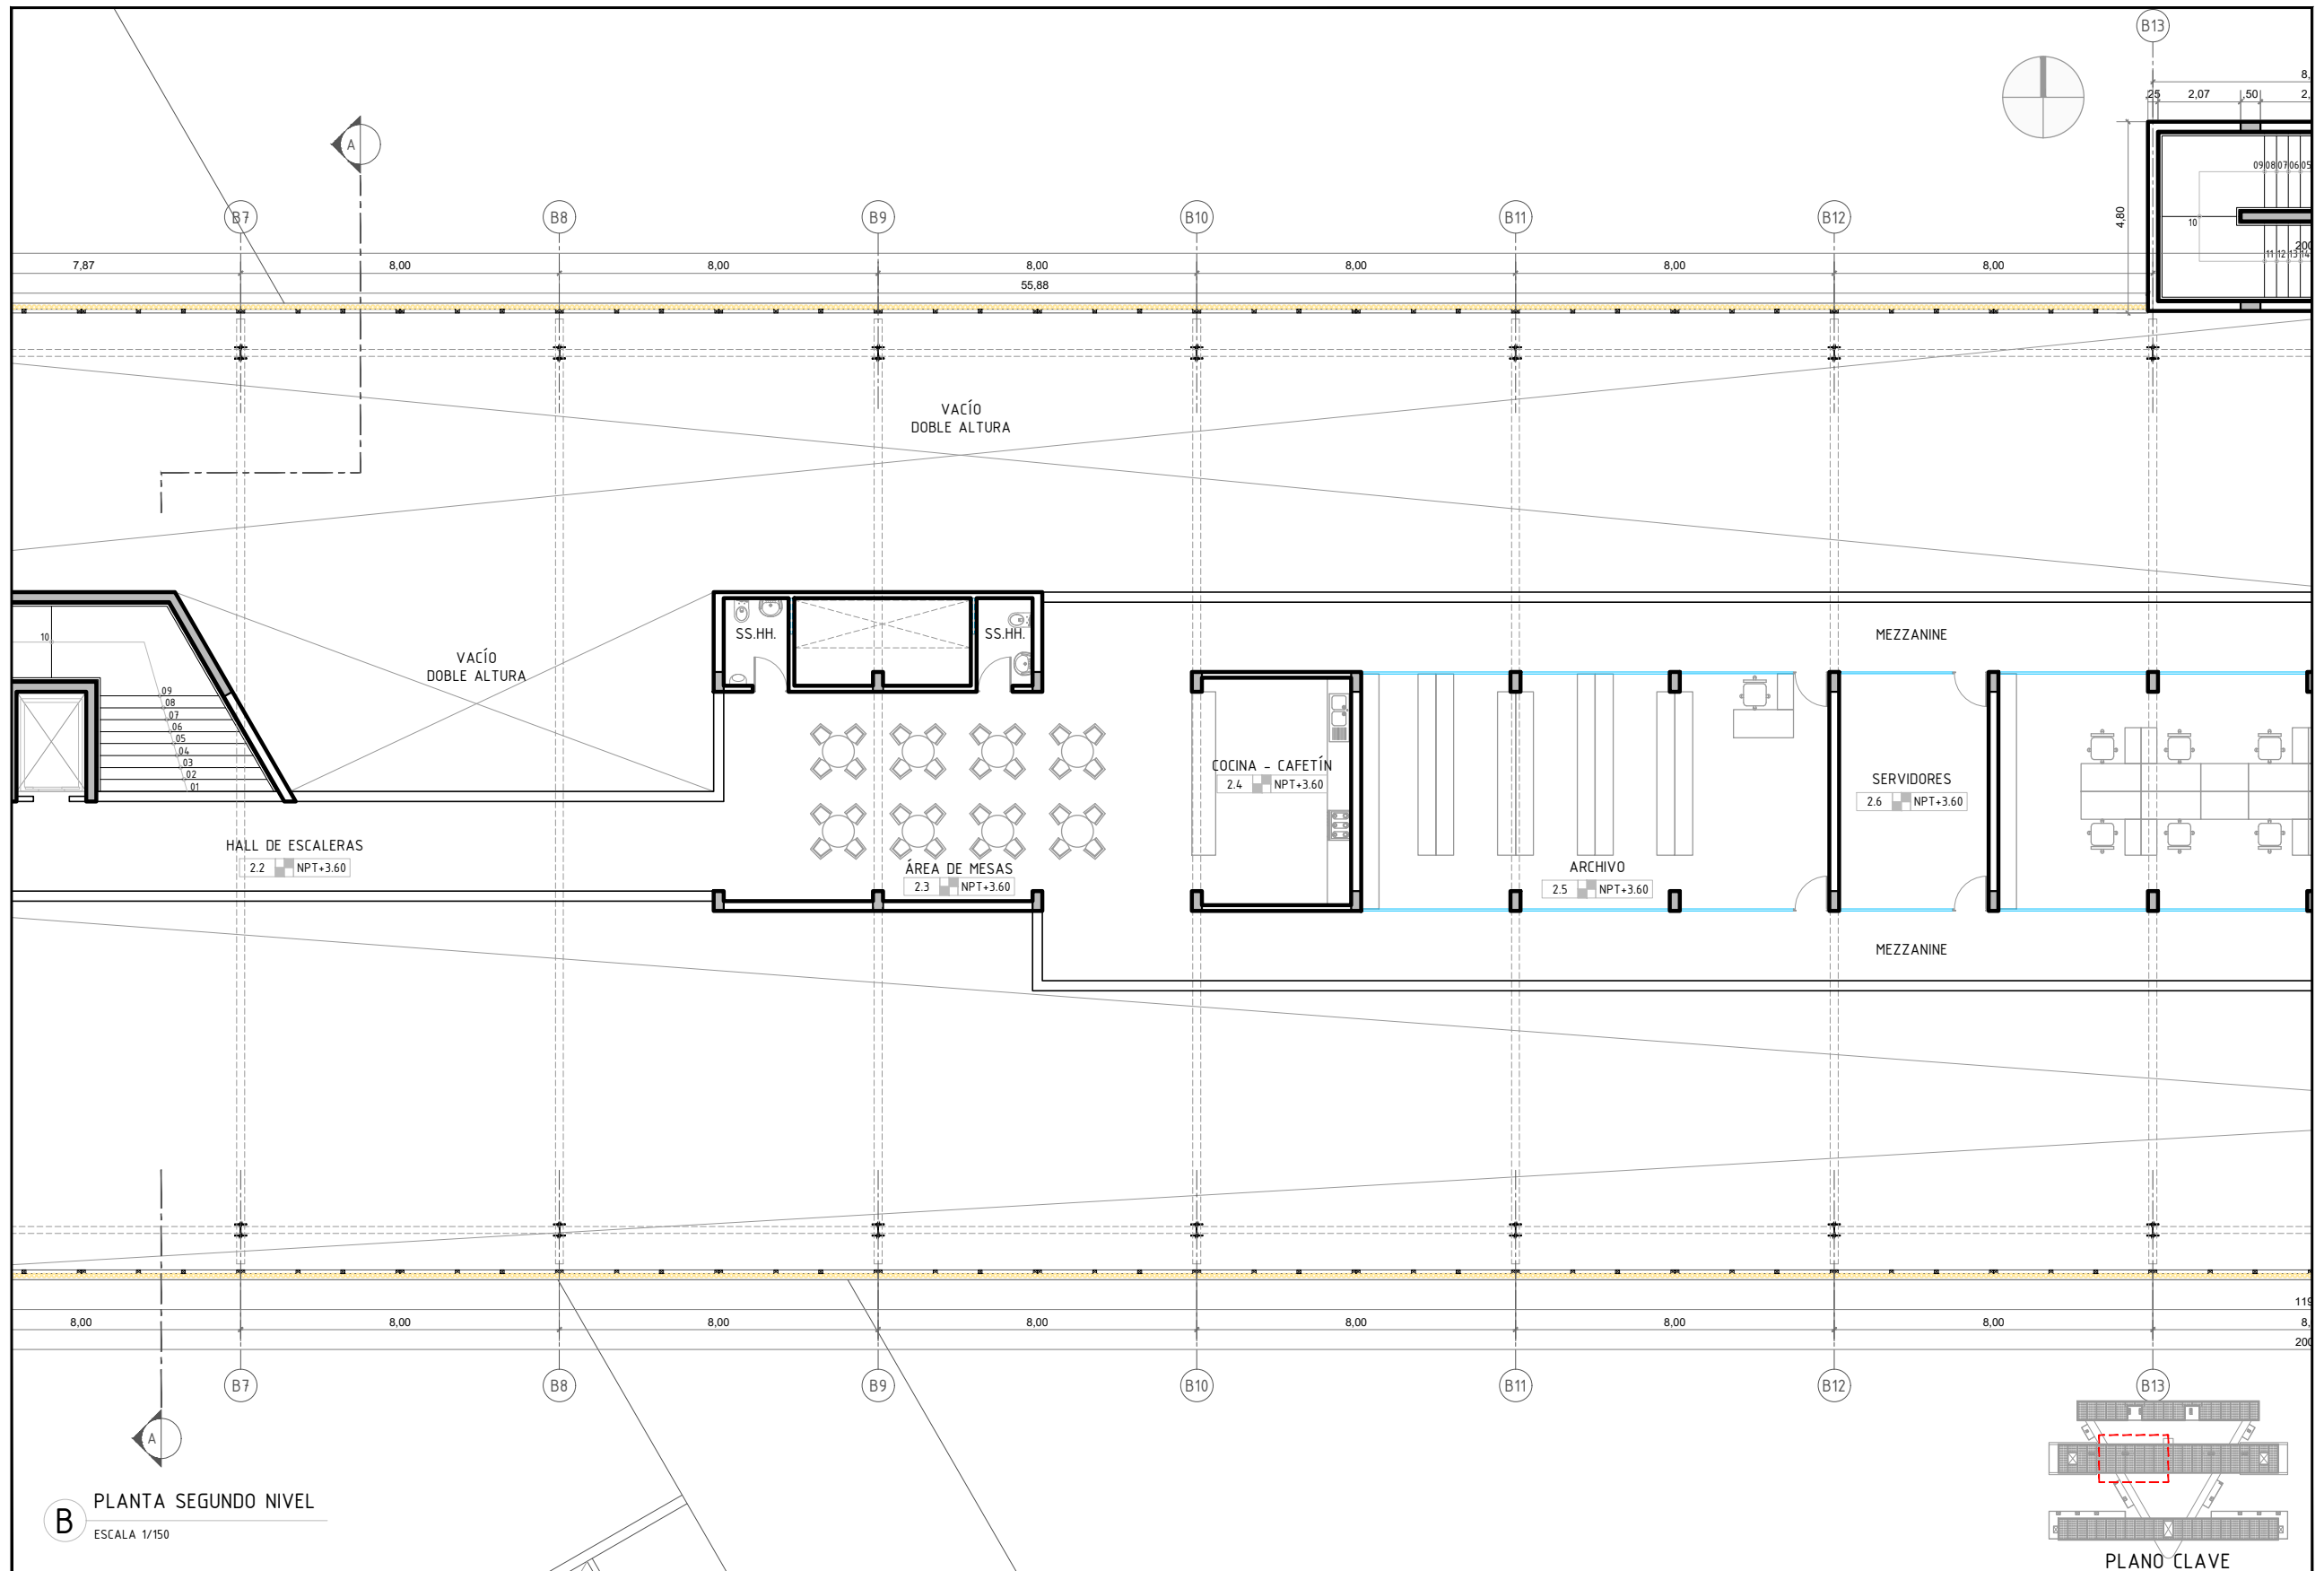 B13
8,
,25 2,07 ,50 2,
A
09 08 07 06 05
4,80
10
200
11 12 13 14
B7 B8 B9 B10 B11 B12
7,87 8,00 8,00 8,00 8,00 8,00 8,00
55,88
VACÍO
DOBLE ALTURA
10
SS.HH. SS.HH.
MEZZANINE
VACÍO
DOBLE ALTURA
09
08
07
06
05
04
03
02
01
COCINA - CAFETÍN
2.4 NPT+3.60
SERVIDORES
2.6 NPT+3.60
HALL DE ESCALERAS
2.2 NPT+3.60
ÁREA DE MESAS
2.3 NPT+3.60
ARCHIVO
2.5 NPT+3.60
MEZZANINE
119
8,00 8,00 8,00 8,00 8,00 8,00 8,00 8,
200
B7 B8 B9 B10 B11 B12 B13
A
B PLANTA SEGUNDO NIVEL
ESCALA 1/150
PLANO CLAVE